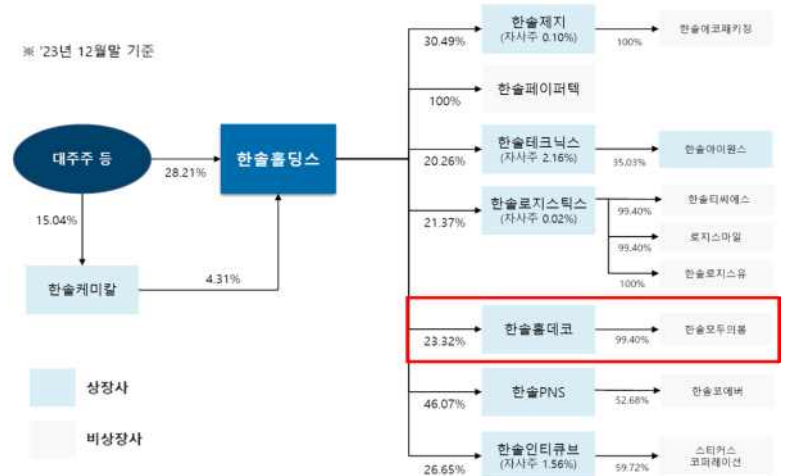 ※ '23년 12월말 기준
대주주 등
28.21%
한솔홀딩스
15.04%
한솔케미칼
4.31%
상장사
비상장사
30.49%
한솔제지
(자사주 0.10%)
100%
한솔에코패키징
100%
한솔페이퍼텍
20.26%
한솔테크닉스
(자사주 2.16%)
35.03%
한솔아이원스
21.37%
한솔로지스틱스
(자사주 0.02%)
99.40%
한솔티씨에스
99.40%
로지스마일
100%
한솔로지스유
23.32%
한솔홈데코
99.40%
한솔모두의봄
46.07%
한솔PNS
52.68%
한솔코에버
26.65%
한솔인티큐브
(자사주 1.56%)
59.72%
스티커스
코퍼레이션